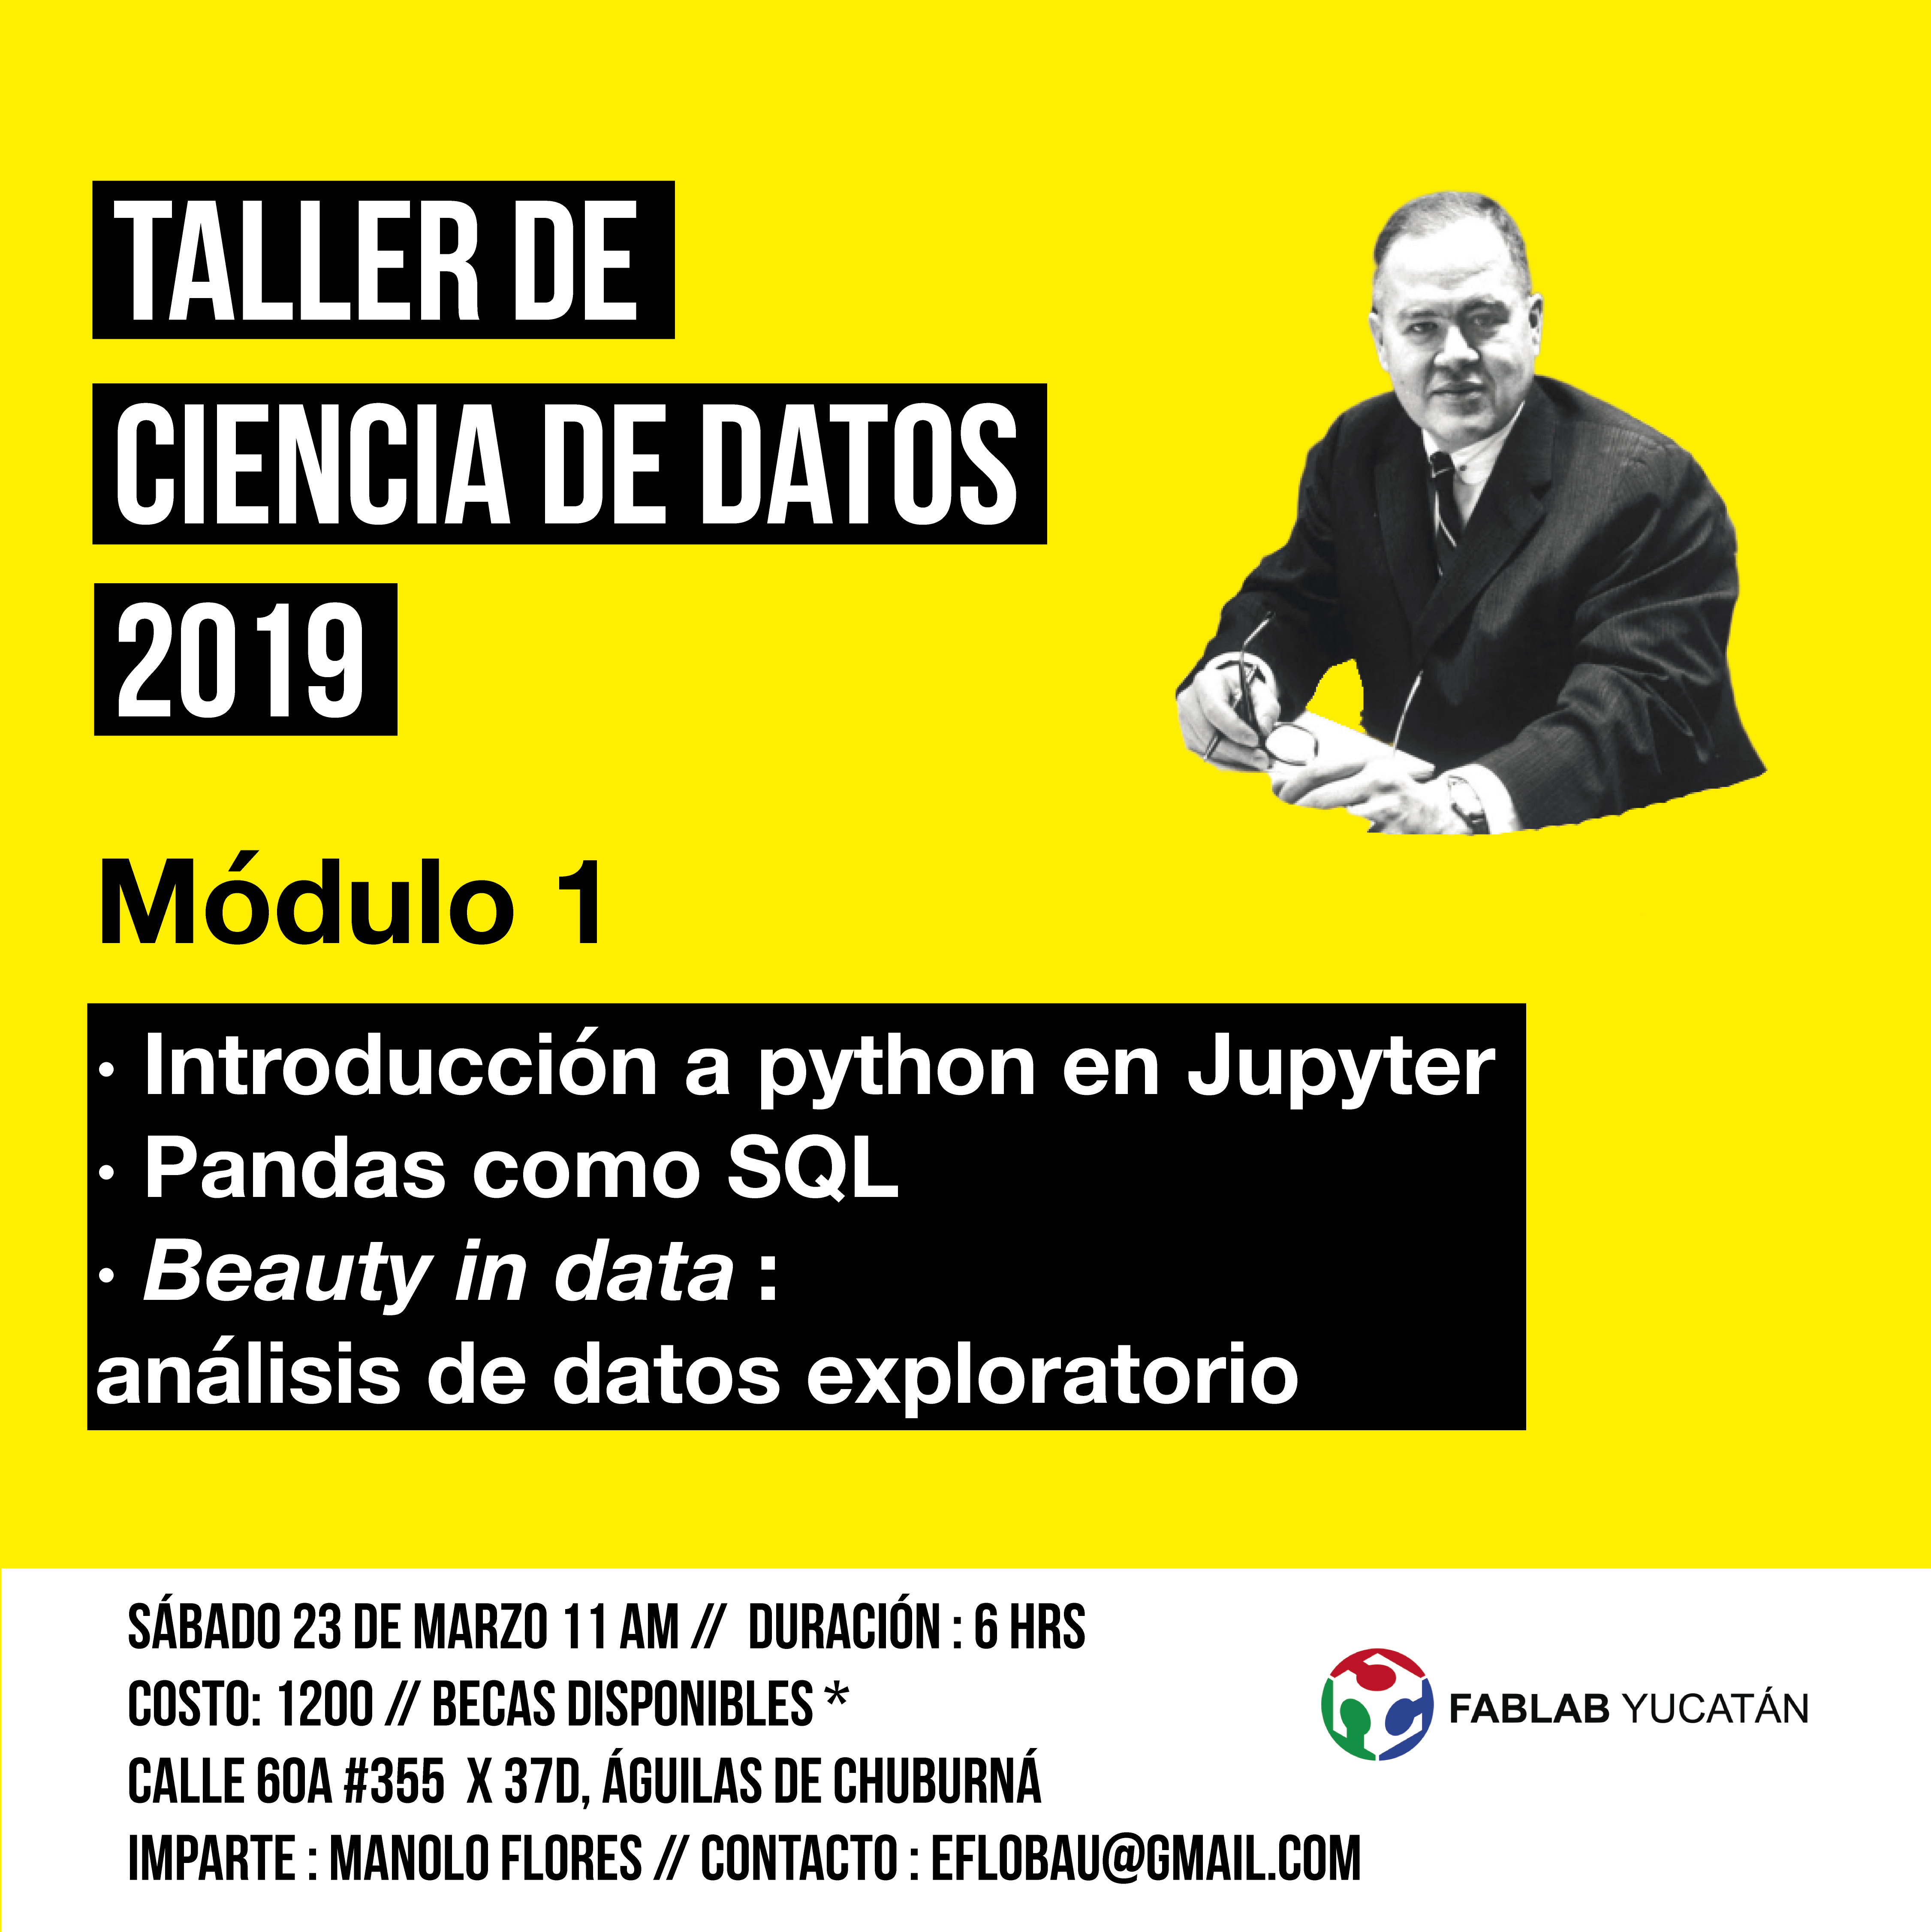 TALLER DE
CIENCIA DE DATOS
2019
Módulo 1
· Introducción a python en Jupyter
· Pandas como SQL
· Beauty in data :
análisis de datos exploratorio
SÁBADO 23 DE MARZO 11 AM // DURACIÓN : 6 HRS
COSTO: 1200 // BECAS DISPONIBLES *
CALLE 60A #355 X 37D, ÁGUILAS DE CHUBURNÁ
IMPARTE : MANOLO FLORES // CONTACTO : EFLOBAU@GMAIL.COM
FABLAB YUCATÁN